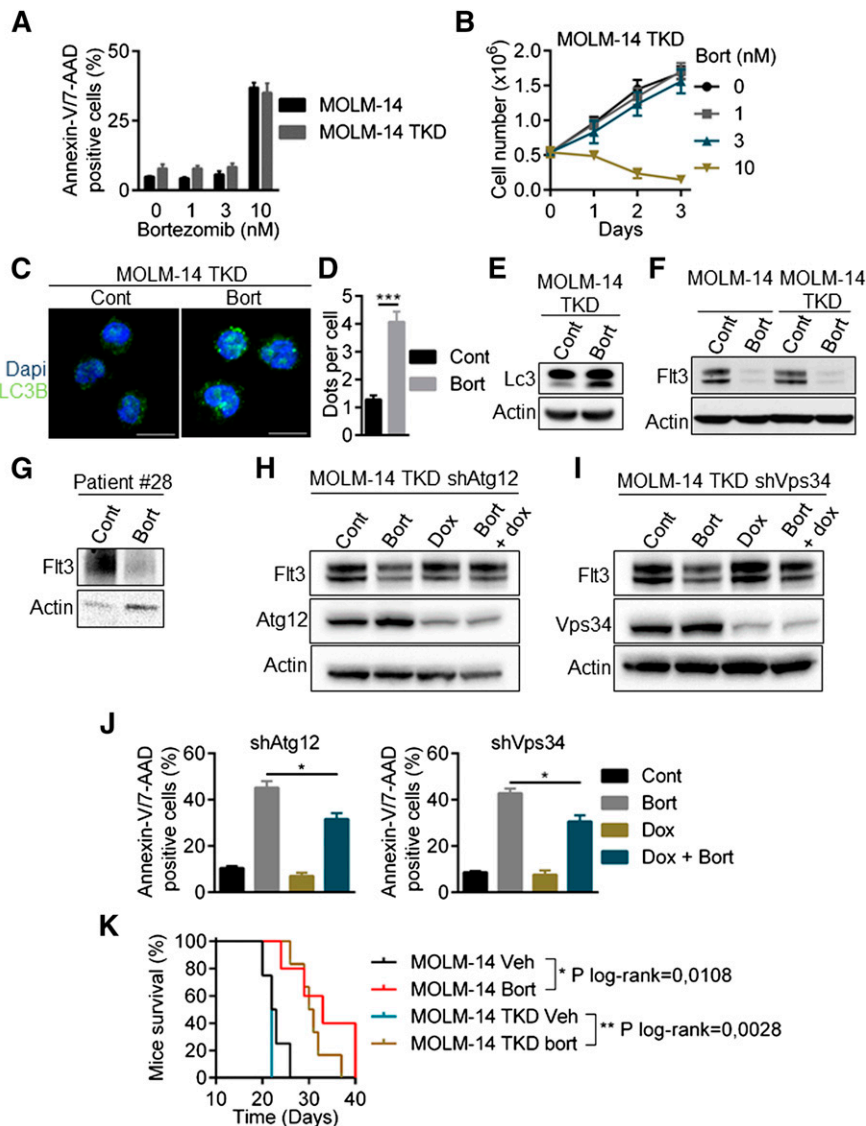 A
Annexin-V/7-AAD
positive cells (%)
50
25
0
0 1 3 10
Bortezomib (nM)
MOLM-14
MOLM-14 TKD
B
MOLM-14 TKD
Cell number (x10⁶)
2.0
1.5
1.0
0.5
0
0 1 2 3
Days
Bort (nM)
0
1
3
10
C
MOLM-14 TKD
Cont Bort
Dapi
LC3B
D
Dots per cell
5
4
3
2
1
0
***
Cont
Bort
E
MOLM-14
TKD
Cont Bort
Lc3
Actin
F
MOLM-14 MOLM-14
TKD
Cont Bort Cont Bort
Flt3
Actin
G
Patient #28
Cont Bort
Flt3
Actin
H
MOLM-14 TKD shAtg12
Cont Bort Dox Bort
+ dox
Flt3
Atg12
Actin
I
MOLM-14 TKD shVps34
Cont Bort Dox Bort
+ dox
Flt3
Vps34
Actin
J
shAtg12
Annexin-V/7-AAD
positive cells (%)
60
40
20
0
*
shVps34
Annexin-V/7-AAD
positive cells (%)
60
40
20
0
*
Cont
Bort
Dox
Dox + Bort
K
Mice survival (%)
100
80
60
40
20
0
10 20 30 40
Time (Days)
MOLM-14 Veh
MOLM-14 Bort
* P log-rank=0,0108
MOLM-14 TKD Veh
MOLM-14 TKD bort
** P log-rank=0,0028